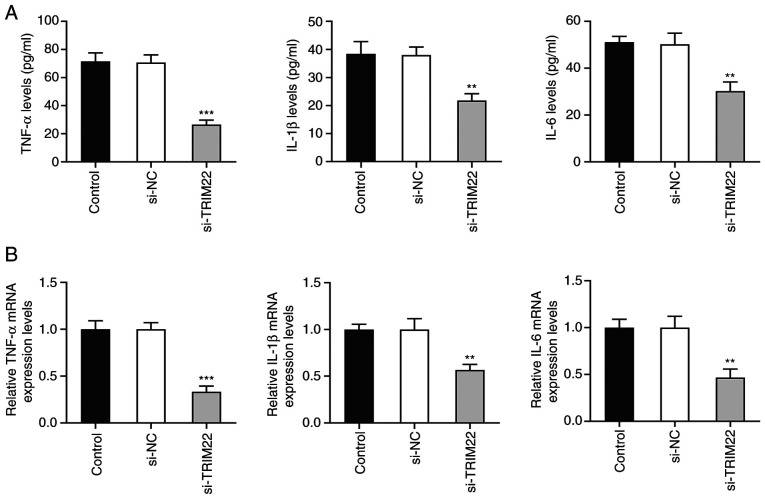 A
TNF-α levels (pg/ml)
100
80
60
40
20
0
***
Control
si-NC
si-TRIM22
IL-1β levels (pg/ml)
50
40
30
20
10
0
**
Control
si-NC
si-TRIM22
IL-6 levels (pg/ml)
60
40
20
0
**
Control
si-NC
si-TRIM22
B
Relative TNF-α mRNA
expression levels
1.5
1.0
0.5
0.0
***
Control
si-NC
si-TRIM22
Relative IL-1β mRNA
expression levels
1.5
1.0
0.5
0.0
**
Control
si-NC
si-TRIM22
Relative IL-6 mRNA
expression levels
1.5
1.0
0.5
0.0
**
Control
si-NC
si-TRIM22